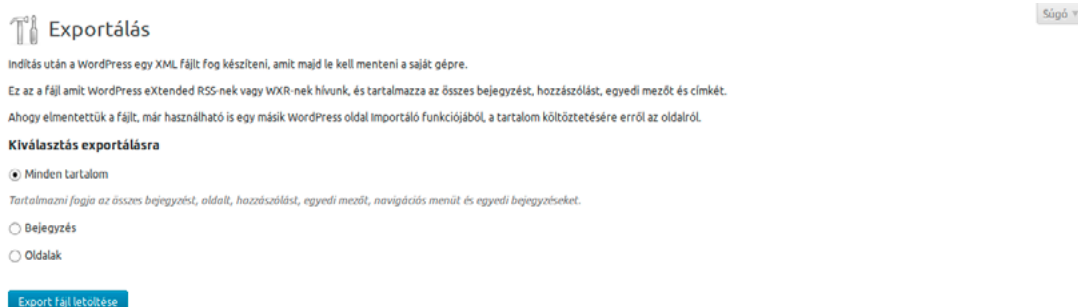 Súgó
Exportálás
Indítás után a WordPress egy XML fájlt fog készíteni, amit majd le kell menteni a saját gépre.
Ez az a fájl amit WordPress eXtended RSS-nek vagy WXR-nek hívunk, és tartalmazza az összes bejegyzést, hozzászólást, egyedi mezőt és címkét.
Ahogy elmentettük a fájlt, már használható is egy másik WordPress oldal Importáló funkciójából, a tartalom költöztetésére erről az oldalról.
Kiválasztás exportálásra
Minden tartalom
Tartalmazni fogja az összes bejegyzést, oldalt, hozzászólást, egyedi mezőt, navigációs menüt és egyedi bejegyzéseket.
Bejegyzés
Oldalak
Export fájl letöltése